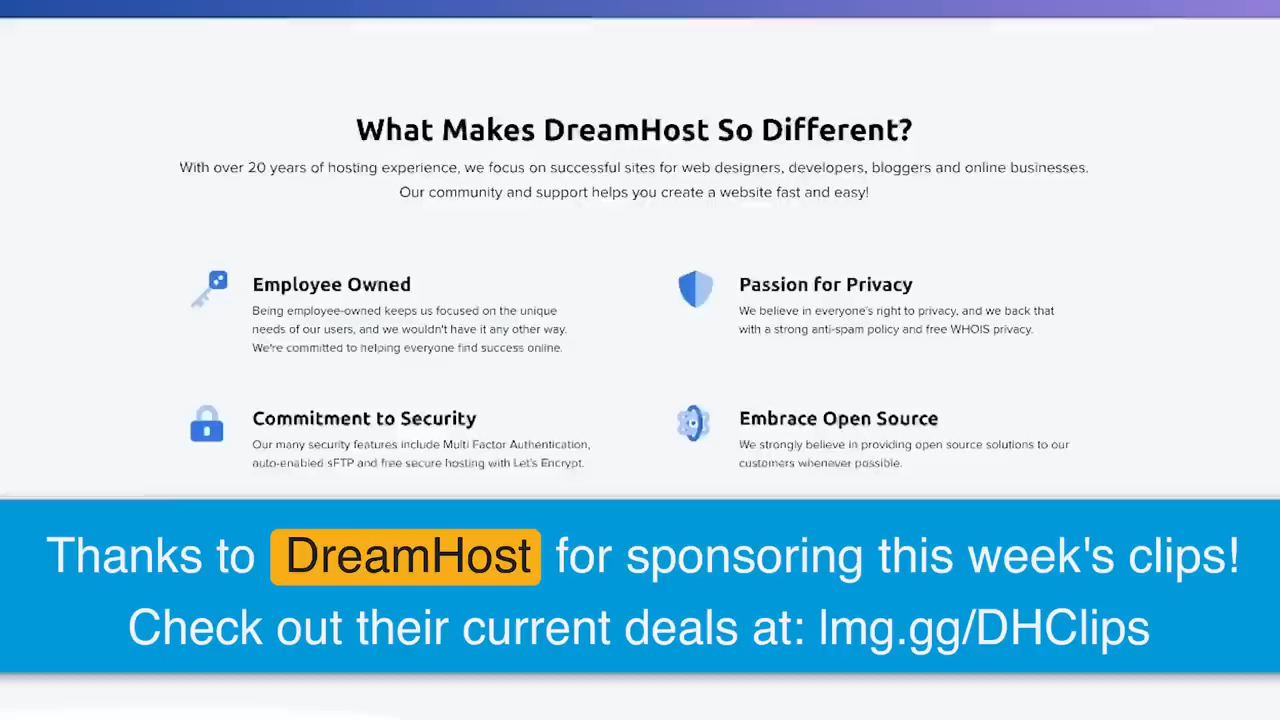 What Makes DreamHost So Different?
With over 20 years of hosting experience, we focus on successful sites for web designers, developers, bloggers and online businesses.
Our community and support helps you create a website fast and easy!
Employee Owned
Being employee-owned keeps us focused on the unique
needs of our users, and we wouldn't have it any other way.
We're committed to helping everyone find success online.
Passion for Privacy
We believe in everyone's right to privacy, and we back that
with a strong anti-spam policy and free WHOIS privacy.
Commitment to Security
Our many security features include Multi Factor Authentication,
auto-enabled sFTP and free secure hosting with Let's Encrypt.
Embrace Open Source
We strongly believe in providing open source solutions to our
customers whenever possible.
Thanks to DreamHost for sponsoring this week's clips!
Check out their current deals at: lmg.gg/DHClips